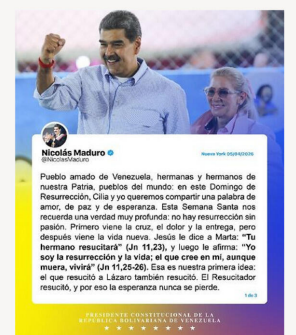 Nicolás Maduro
@NicolasMaduro
Nueva York 05/04/2026
Pueblo amado de Venezuela, hermanas y hermanos de
nuestra Patria, pueblos del mundo: en este Domingo de
Resurrección, Cilia y yo queremos compartir una palabra de
amor, de paz y de esperanza. Esta Semana Santa nos
recuerda una verdad muy profunda: no hay resurrección sin
pasión. Primero viene la cruz, el dolor y la entrega, pero
después viene la vida nueva. Jesús le dice a Marta: “Tu
hermano resucitará” (Jn 11,23), y luego le afirma: “Yo
soy la resurrección y la vida; el que cree en mí, aunque
muera, vivirá” (Jn 11,25-26). Esa es nuestra primera idea:
el que resucitó a Lázaro también resucitó. El Resucitador
resucitó, y por eso la esperanza nunca se pierde.
1 de 3
PRESIDENTE CONSTITUCIONAL DE LA
REPÚBLICA BOLIVARIANA DE VENEZUELA